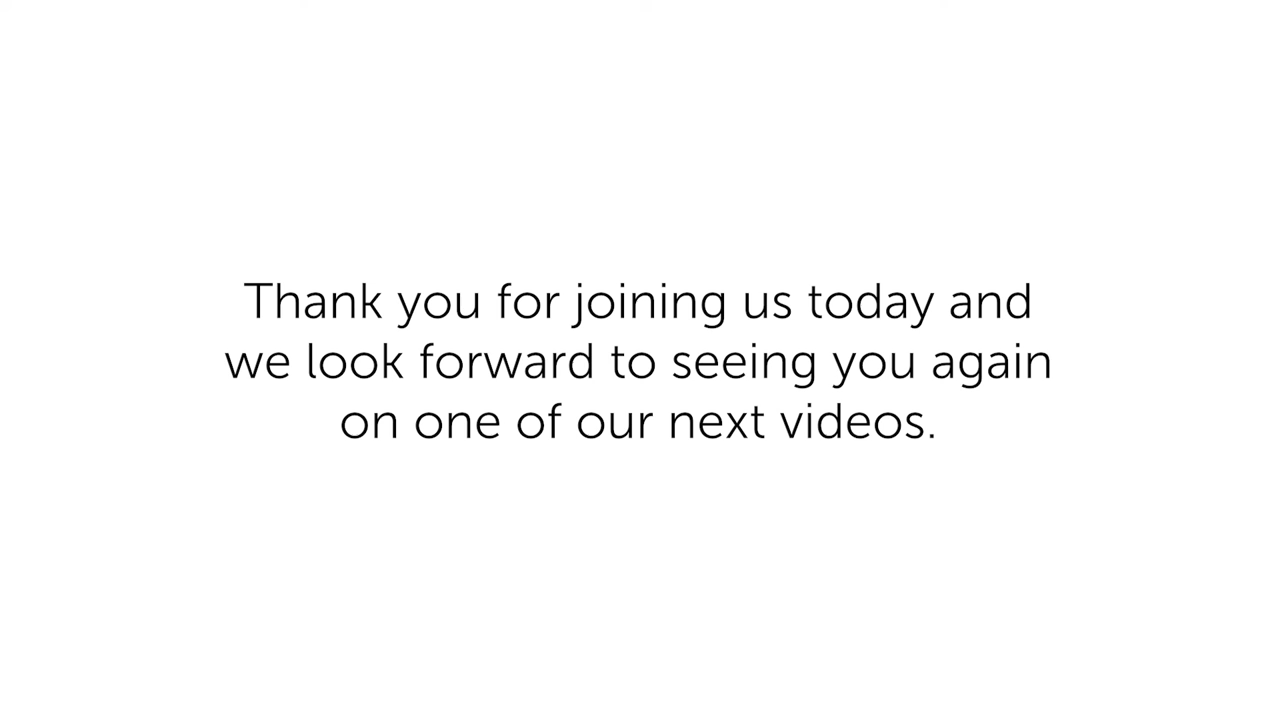 Thank you for joining us today and
we look forward to seeing you again
on one of our next videos.